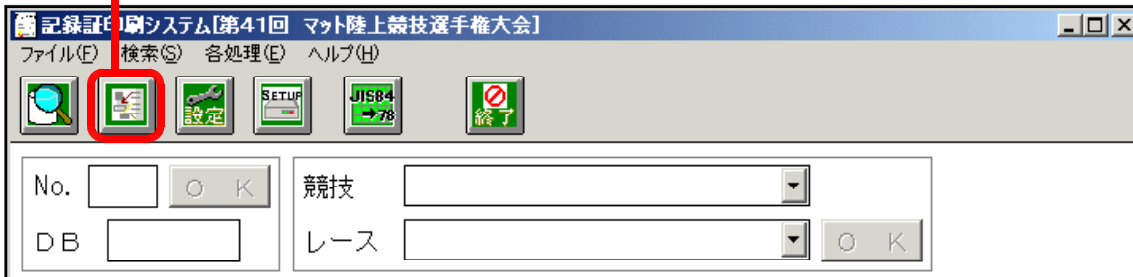 記録証印刷システム[第41回 マット陸上競技選手権大会]
ファイル(F) 検索(S) 各処理(E) ヘルプ(H)
設定 SETUP JIS84→78 終了
No. OK 競技
DB レース OK